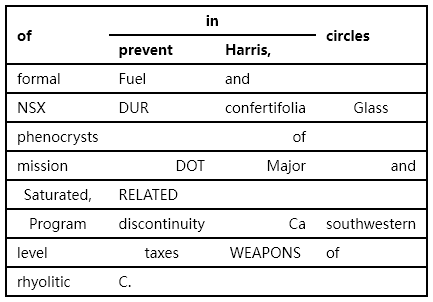 of in circles
prevent Harris,
formal Fuel and
NSX DUR confertifolia Glass
phenocrysts of
mission DOT Major and
Saturated, RELATED
Program discontinuity Ca southwestern
level taxes WEAPONS of
rhyolitic C.